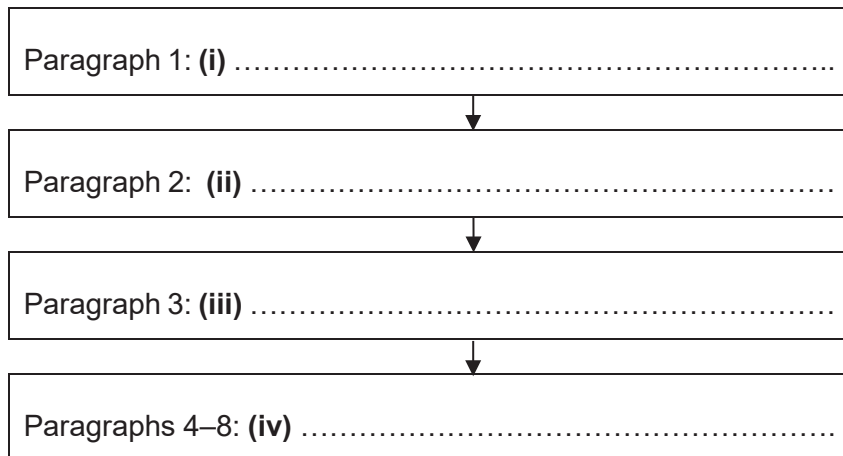 Paragraph 1: (i) ………………………………………………………………..
Paragraph 2: (ii) ………………………………………………………………
Paragraph 3: (iii) ………………………………………………………………
Paragraphs 4–8: (iv) ………………………………………………………….